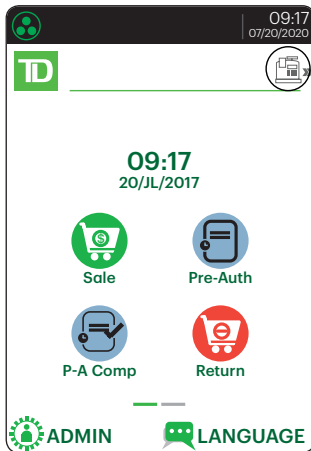 09:17
07/20/2020
TD
09:17
20/JL/2017
Sale
Pre-Auth
P-A Comp
Return
ADMIN
LANGUAGE